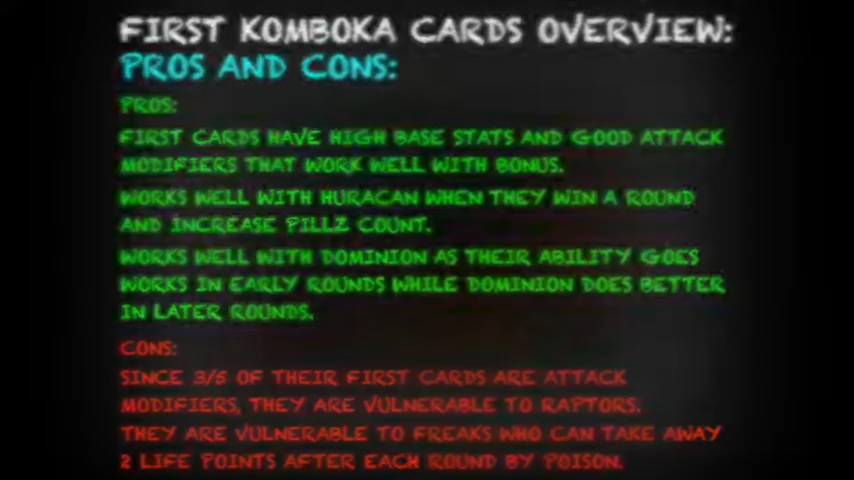 FIRST KOMBOKA CARDS OVERVIEW:
PROS AND CONS:
PROS:
FIRST CARDS HAVE HIGH BASE STATS AND GOOD ATTACK
MODIFIERS THAT WORK WELL WITH BONUS.
WORKS WELL WITH HURACAN WHEN THEY WIN A ROUND
AND INCREASE PILLZ COUNT.
WORKS WELL WITH DOMINION AS THEIR ABILITY GOES
WORKS IN EARLY ROUNDS WHILE DOMINION DOES BETTER
IN LATER ROUNDS.
CONS:
SINCE 3/5 OF THEIR FIRST CARDS ARE ATTACK
MODIFIERS, THEY ARE VULNERABLE TO RAPTORS.
THEY ARE VULNERABLE TO FREAKS WHO CAN TAKE AWAY
2 LIFE POINTS AFTER EACH ROUND BY POISON.